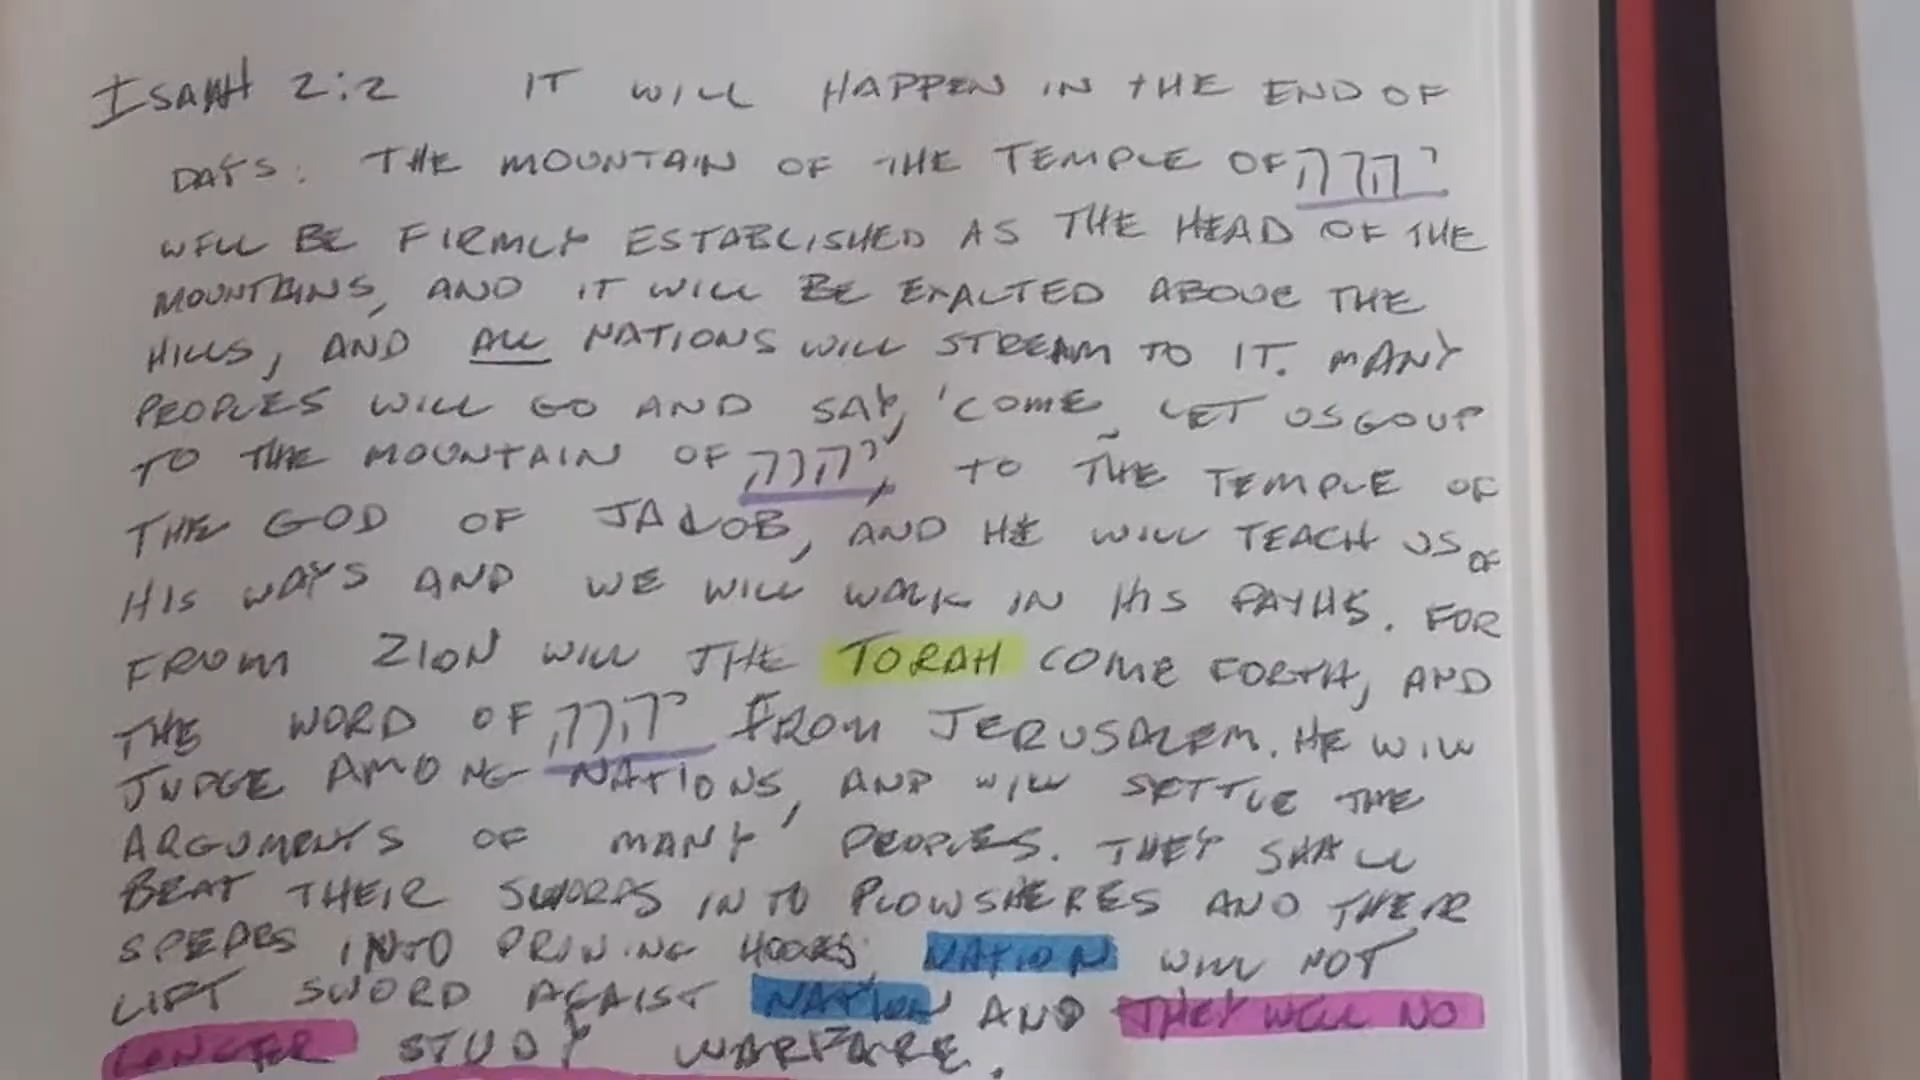 ISAIAH 2:2 IT WILL HAPPEN IN THE END OF
DAYS: THE MOUNTAIN OF THE TEMPLE OF יהוה
WILL BE FIRMLY ESTABLISHED AS THE HEAD OF THE
MOUNTAINS, AND IT WILL BE EXALTED ABOVE THE
HILLS, AND ALL NATIONS WILL STREAM TO IT. MANY
PEOPLES WILL GO AND SAY, 'COME, LET US GO UP
TO THE MOUNTAIN OF יהוה, TO THE TEMPLE OF
THE GOD OF JACOB, AND HE WILL TEACH US OF
HIS WAYS AND WE WILL WALK IN HIS PATHS. FOR
FROM ZION WILL THE TORAH COME FORTH, AND
THE WORD OF יהוה FROM JERUSALEM. HE WILL
JUDGE AMONG NATIONS, AND WILL SETTLE THE
ARGUMENTS OF MANY PEOPLES. THEY SHALL
BEAT THEIR SWORDS INTO PLOWSHERES AND THEIR
SPEARS INTO PRUNING HOOKS; NATION WILL NOT
LIFT SWORD AGAIST NATION AND THEY WILL NO
LONGER STUDY WARFARE.